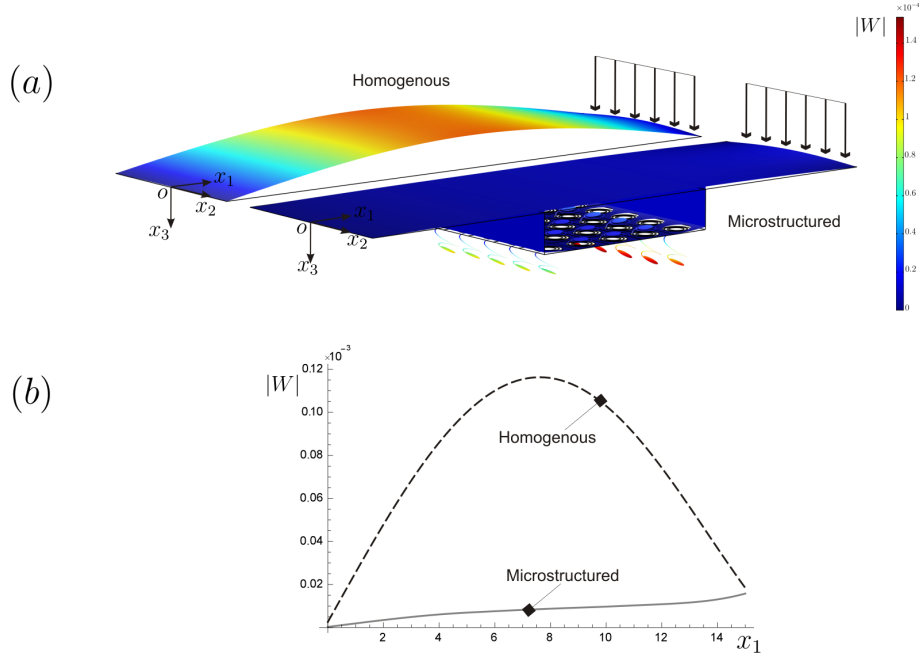 |W|
×10⁻⁴
1.4
1.2
1
0.8
0.6
0.4
0.2
0
(a)
Homogenous
o
x₁
x₂
x₃
o
x₁
x₂
x₃
Microstructured
(b)
×10⁻³
|W|
0.12
0.10
0.08
0.06
0.04
0.02
Homogenous
Microstructured
2 4 6 8 10 12 14
x₁